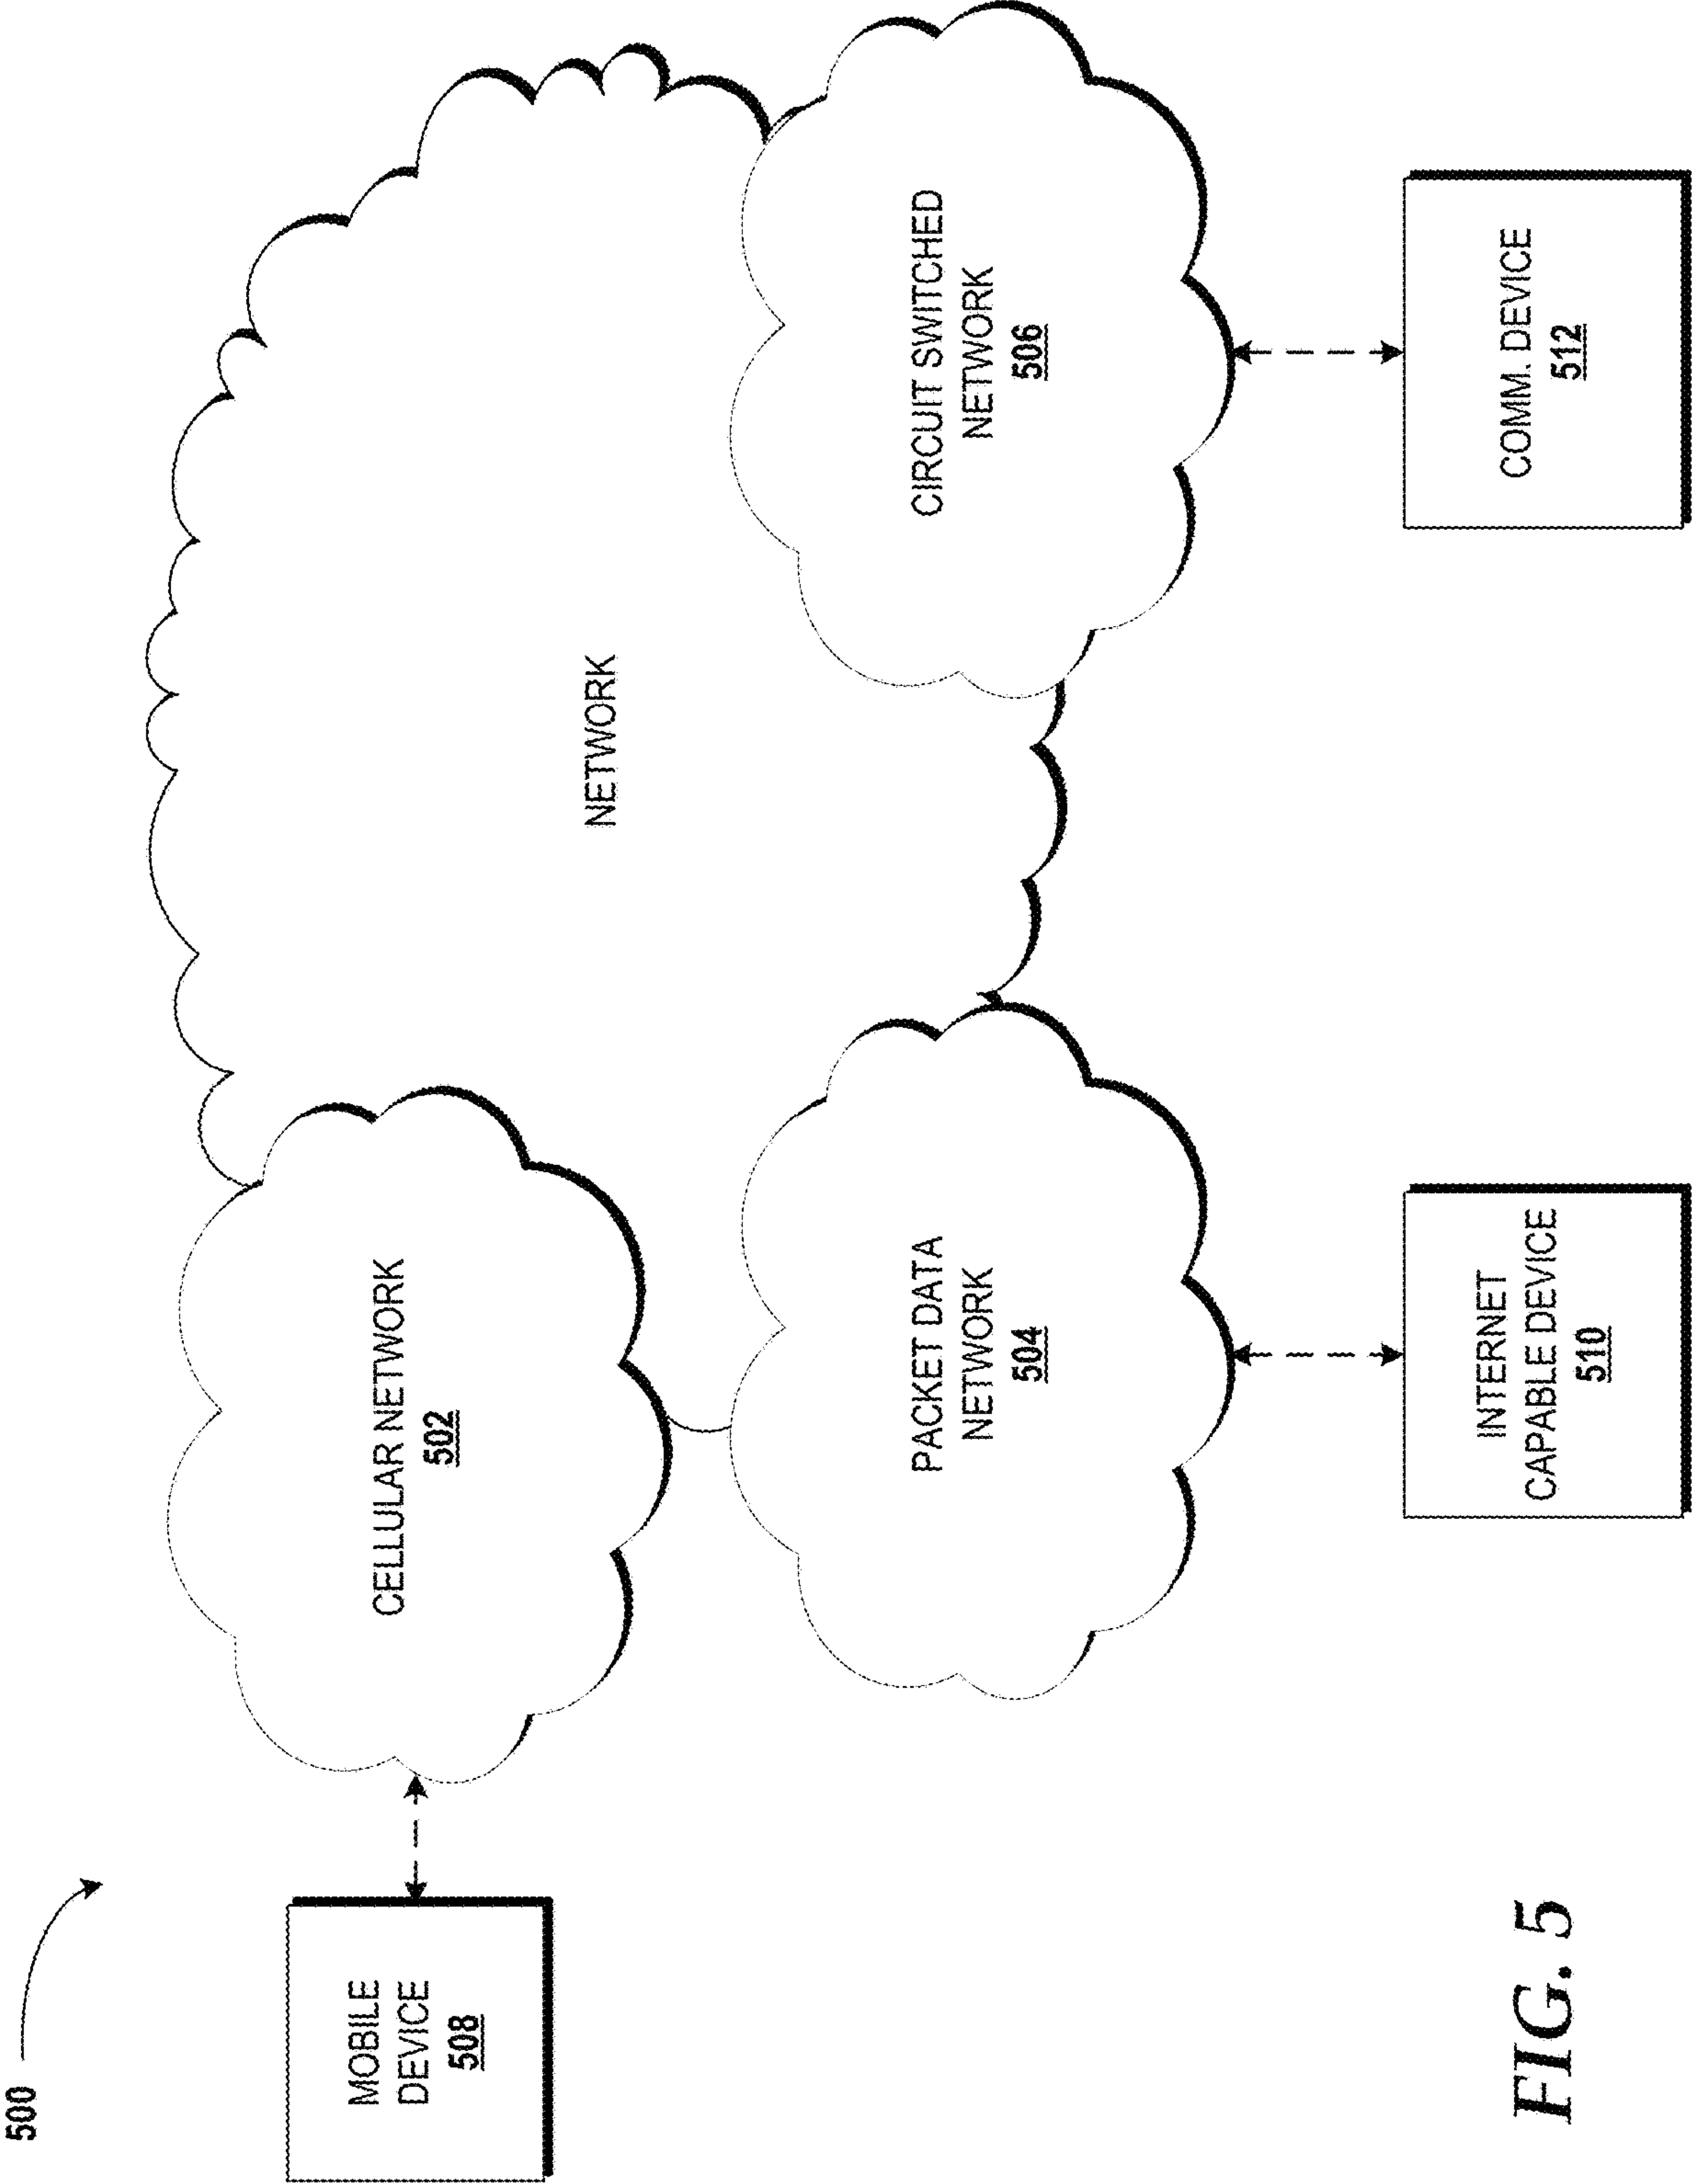 500
MOBILE
DEVICE
508
CELLULAR NETWORK
502
NETWORK
PACKET DATA
NETWORK
504
CIRCUIT SWITCHED
NETWORK
506
INTERNET
CAPABLE DEVICE
510
COMM. DEVICE
512
FIG. 5